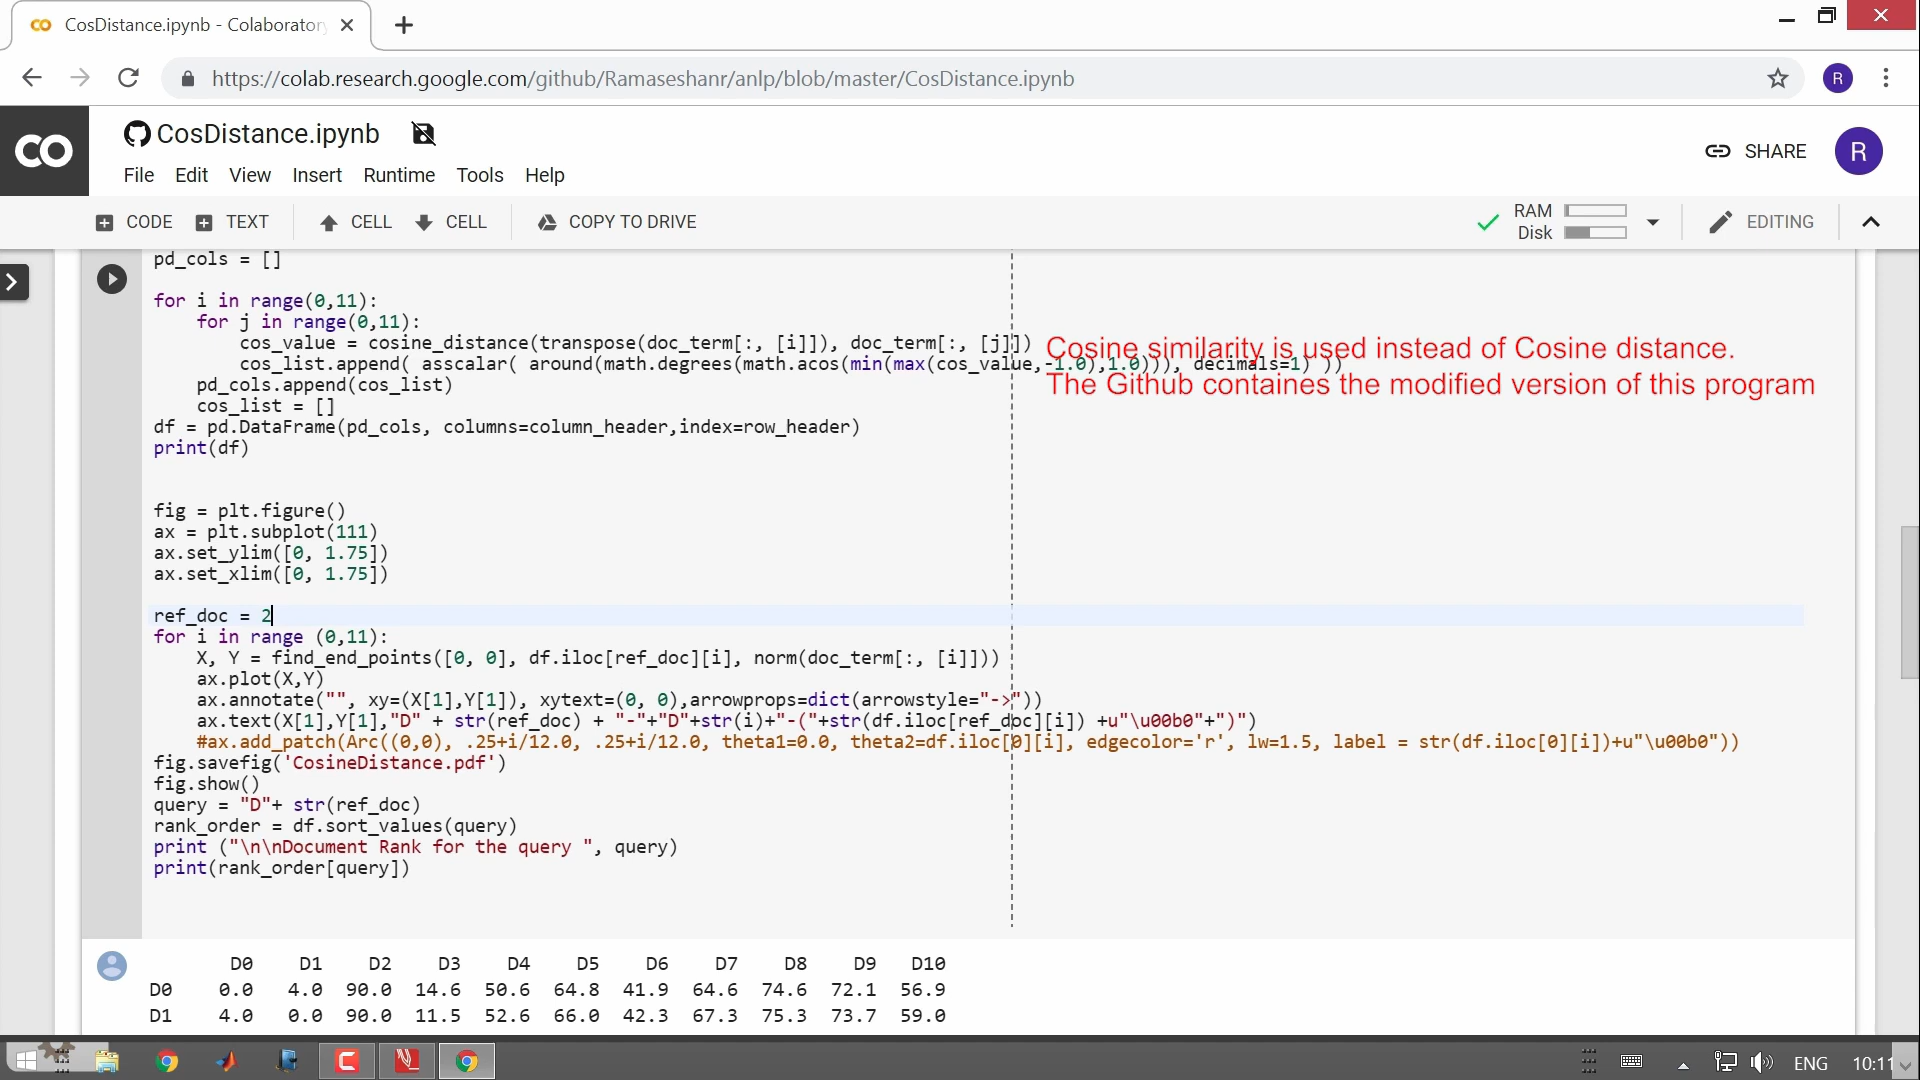 CosDistance.ipynb - Colaboratory
https://colab.research.google.com/github/Ramaseshanr/anlp/blob/master/CosDistance.ipynb
R
CO
CosDistance.ipynb
SHARE
R
File Edit View Insert Runtime Tools Help
CODE TEXT CELL CELL COPY TO DRIVE
RAM
Disk
EDITING
pd_cols = []
for i in range(0,11):
    for j in range(0,11):
        cos_value = cosine_distance(transpose(doc_term[:, [i]]), doc_term[:, [j]])
        cos_list.append( asscalar( around(math.degrees(math.acos(min(max(cos_value,-1.0),1.0))), decimals=1) ))
    pd_cols.append(cos_list)
    cos_list = []
df = pd.DataFrame(pd_cols, columns=column_header,index=row_header)
print(df)
Cosine similarity is used instead of Cosine distance.
The Github containes the modified version of this program
fig = plt.figure()
ax = plt.subplot(111)
ax.set_ylim([0, 1.75])
ax.set_xlim([0, 1.75])
ref_doc = 2
for i in range (0,11):
    X, Y = find_end_points([0, 0], df.iloc[ref_doc][i], norm(doc_term[:, [i]]))
    ax.plot(X,Y)
    ax.annotate("", xy=(X[1],Y[1]), xytext=(0, 0),arrowprops=dict(arrowstyle="->"))
    ax.text(X[1],Y[1],"D" + str(ref_doc) + "-"+"D"+str(i)+"-("+str(df.iloc[ref_doc][i]) +u"\u00b0"+")")
    #ax.add_patch(Arc((0,0), .25+i/12.0, .25+i/12.0, theta1=0.0, theta2=df.iloc[0][i], edgecolor='r', lw=1.5, label = str(df.iloc[0][i])+u"\u00b0"))
fig.savefig('CosineDistance.pdf')
fig.show()
query = "D"+ str(ref_doc)
rank_order = df.sort_values(query)
print ("\n\nDocument Rank for the query ", query)
print(rank_order[query])
D0 D1 D2 D3 D4 D5 D6 D7 D8 D9 D10
D0 0.0 4.0 90.0 14.6 50.6 64.8 41.9 64.6 74.6 72.1 56.9
D1 4.0 0.0 90.0 11.5 52.6 66.0 42.3 67.3 75.3 73.7 59.0
ENG 10:11